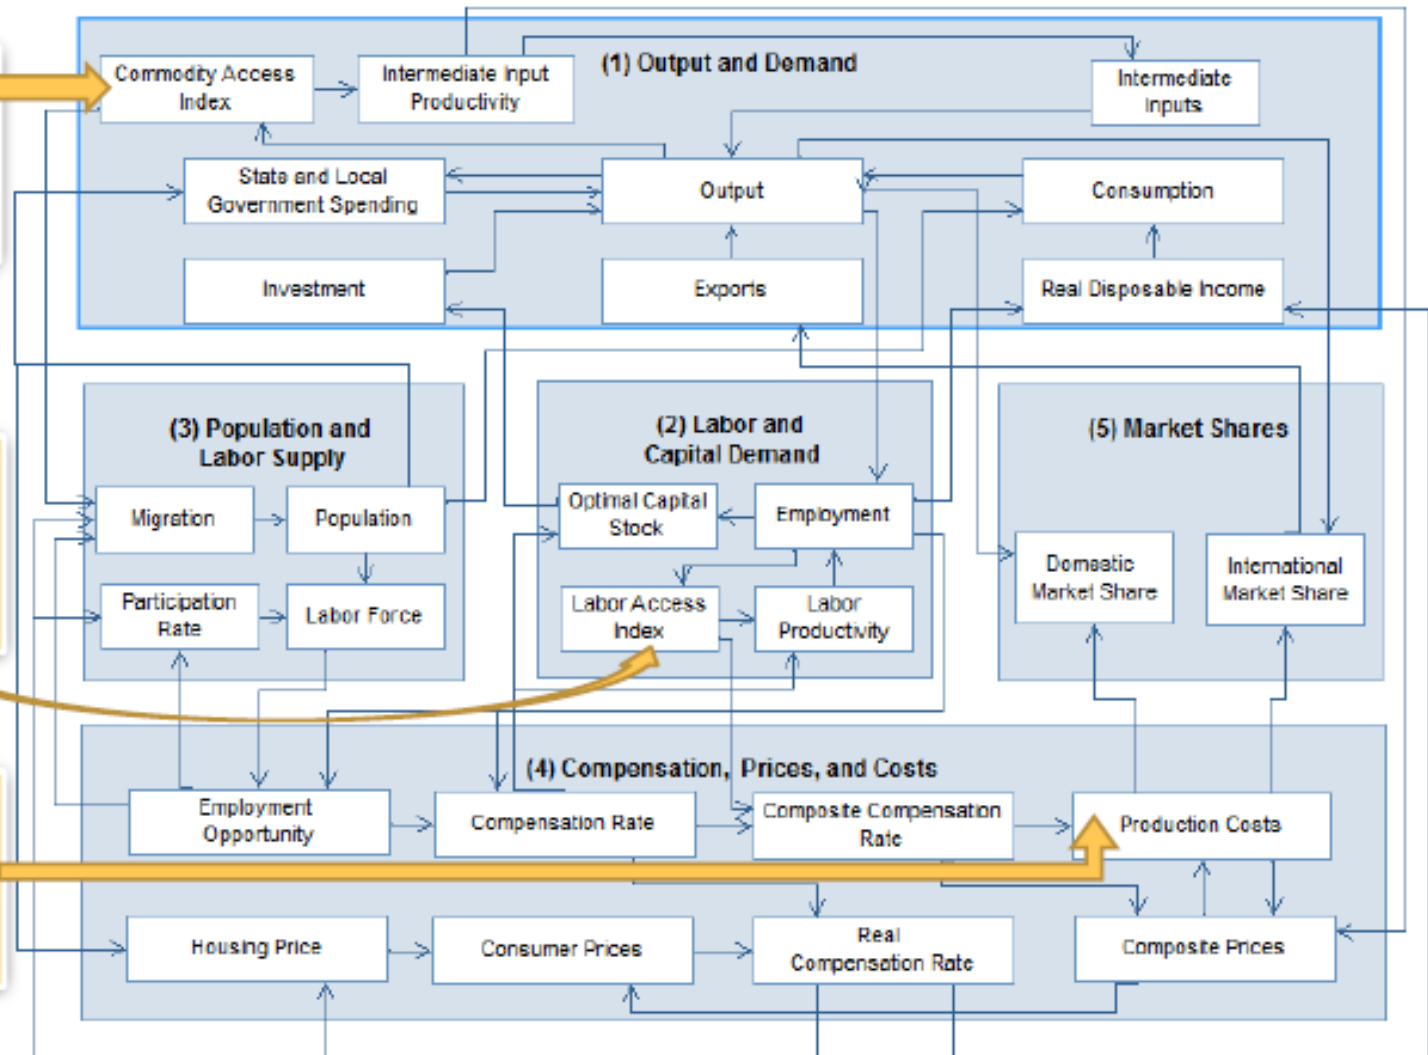 (1) Output and Demand
Commodity Access
Index
Intermediate Input
Productivity
Intermediate
Inputs
State and Local
Government Spending
Output
Consumption
Investment
Exports
Real Disposable Income
(3) Population and
Labor Supply
Migration
Population
Participation
Rate
Labor Force
(2) Labor and
Capital Demand
Optimal Capital
Stock
Employment
Labor Access
Index
Labor
Productivity
(5) Market Shares
Domestic
Market Share
International
Market Share
(4) Compensation, Prices, and Costs
Employment
Opportunity
Compensation Rate
Composite Compensation
Rate
Production Costs
Housing Price
Consumer Prices
Real
Compensation Rate
Composite Prices